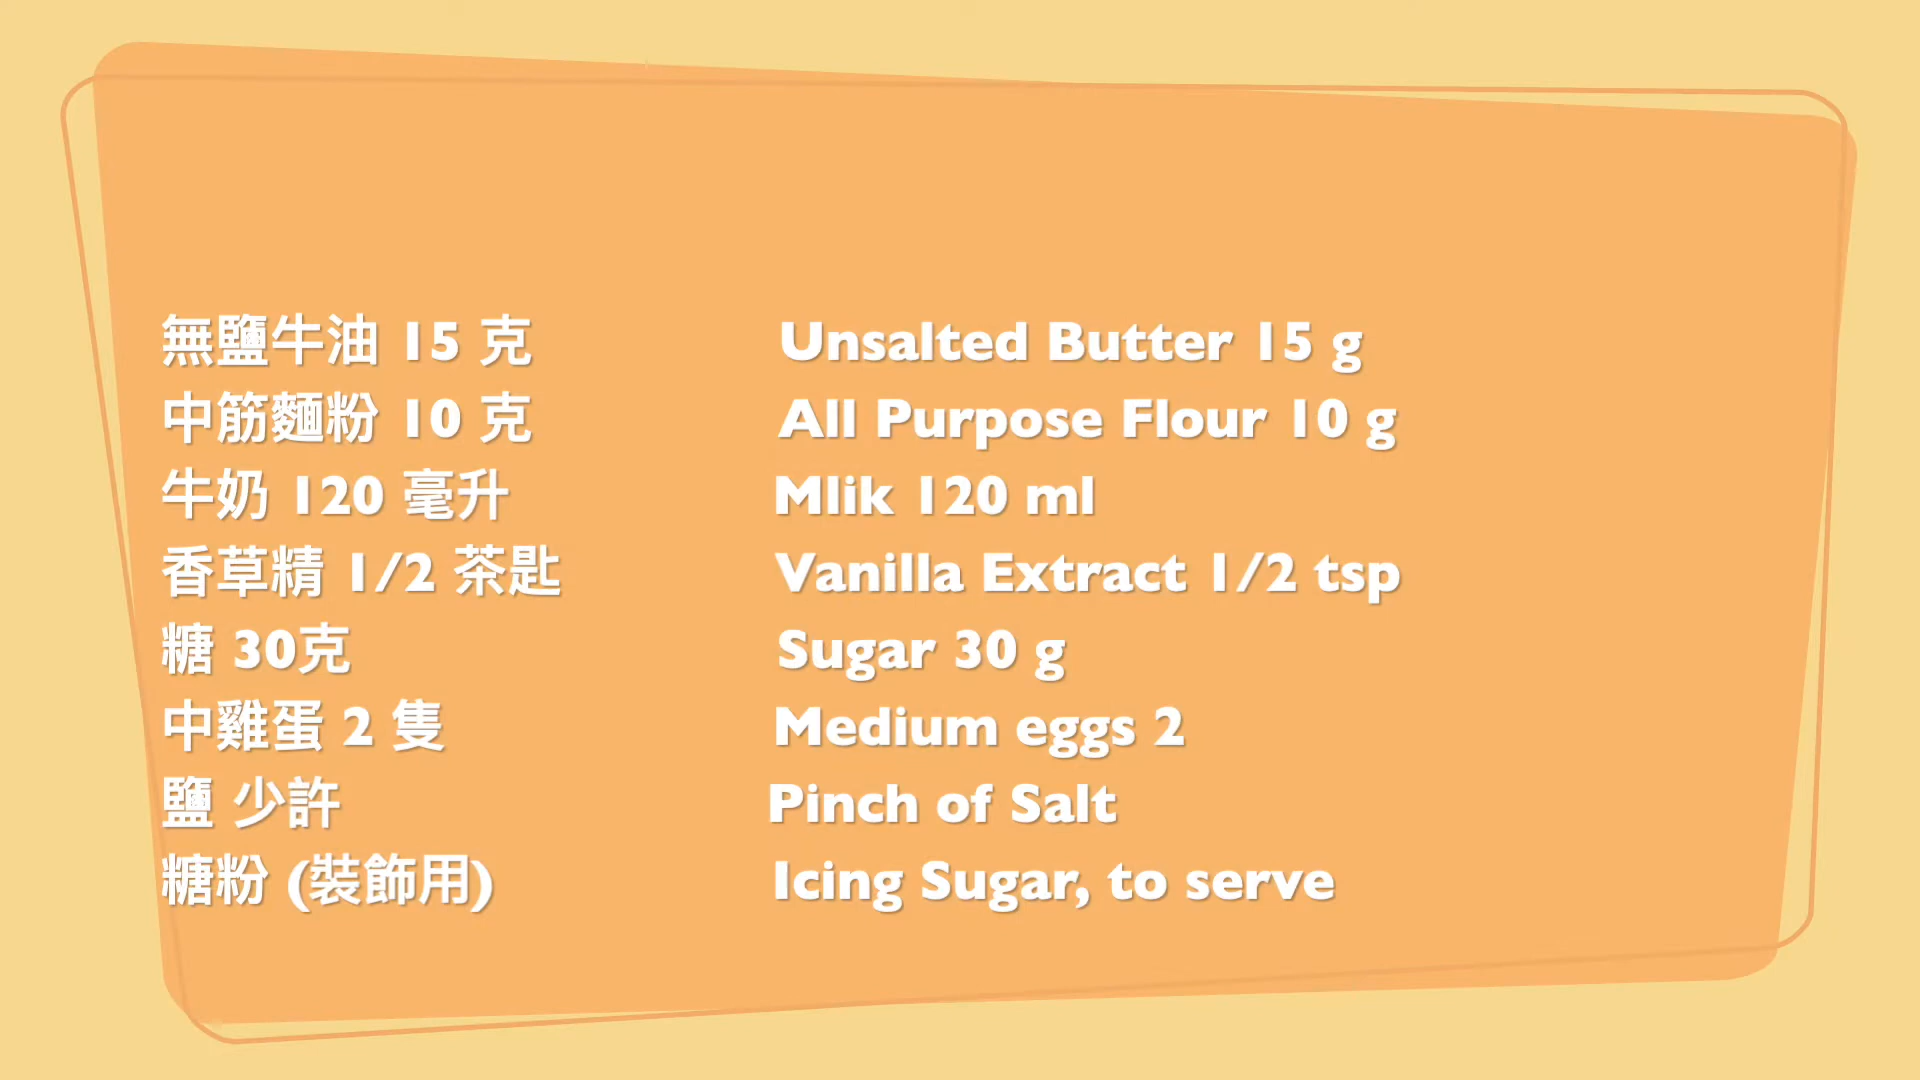 無鹽牛油 15 克 Unsalted Butter 15 g
中筋麵粉 10 克 All Purpose Flour 10 g
牛奶 120 毫升 Mlik 120 ml
香草精 1/2 茶匙 Vanilla Extract 1/2 tsp
糖 30克 Sugar 30 g
中雞蛋 2 隻 Medium eggs 2
鹽 少許 Pinch of Salt
糖粉 (裝飾用) Icing Sugar, to serve